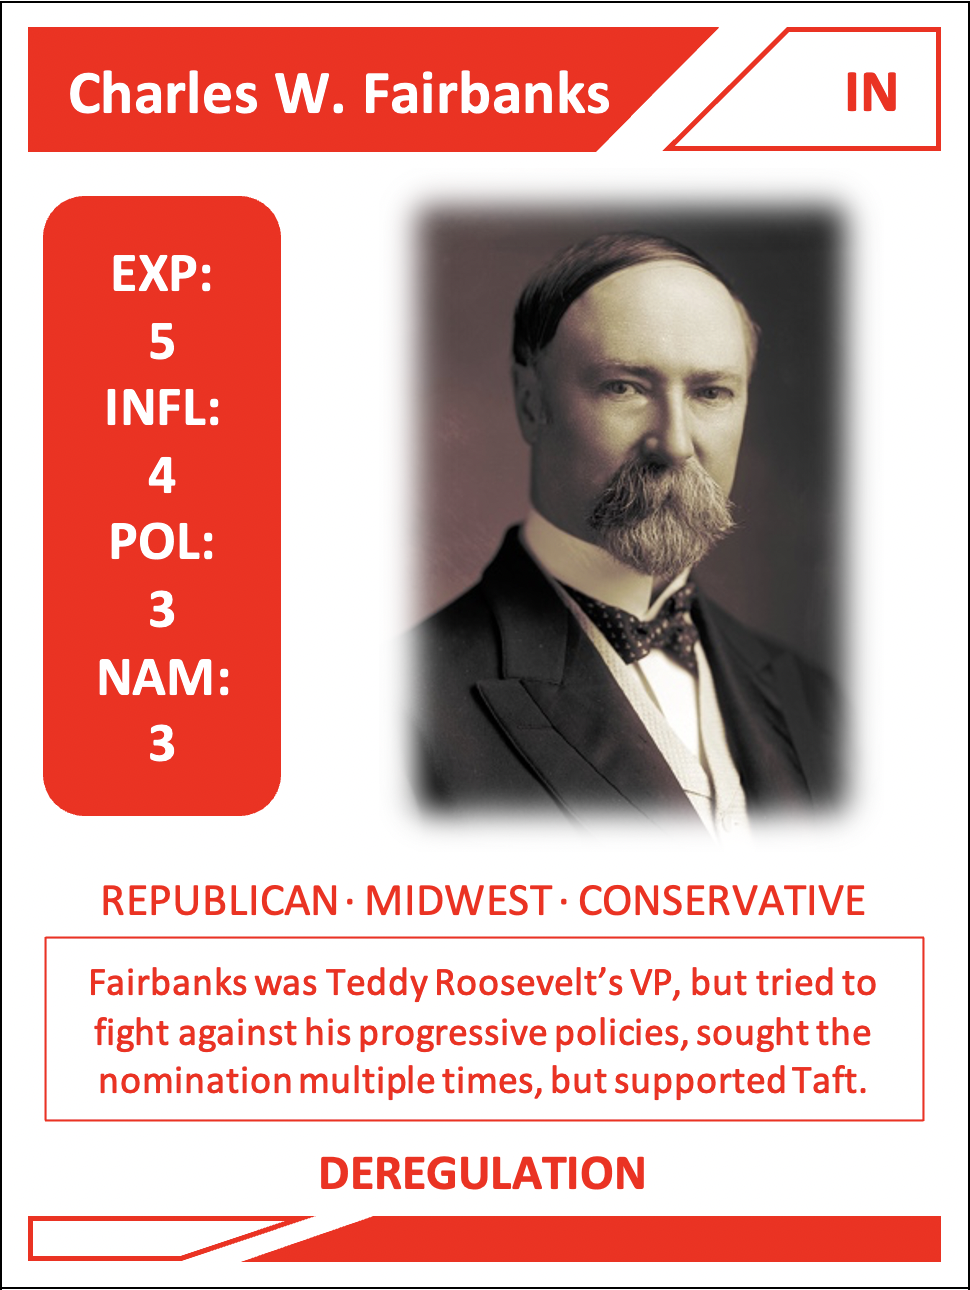 Charles W. Fairbanks
IN
EXP:
5
INFL:
4
POL:
3
NAM:
3
REPUBLICAN · MIDWEST · CONSERVATIVE
Fairbanks was Teddy Roosevelt’s VP, but tried to
fight against his progressive policies, sought the
nomination multiple times, but supported Taft.
DEREGULATION